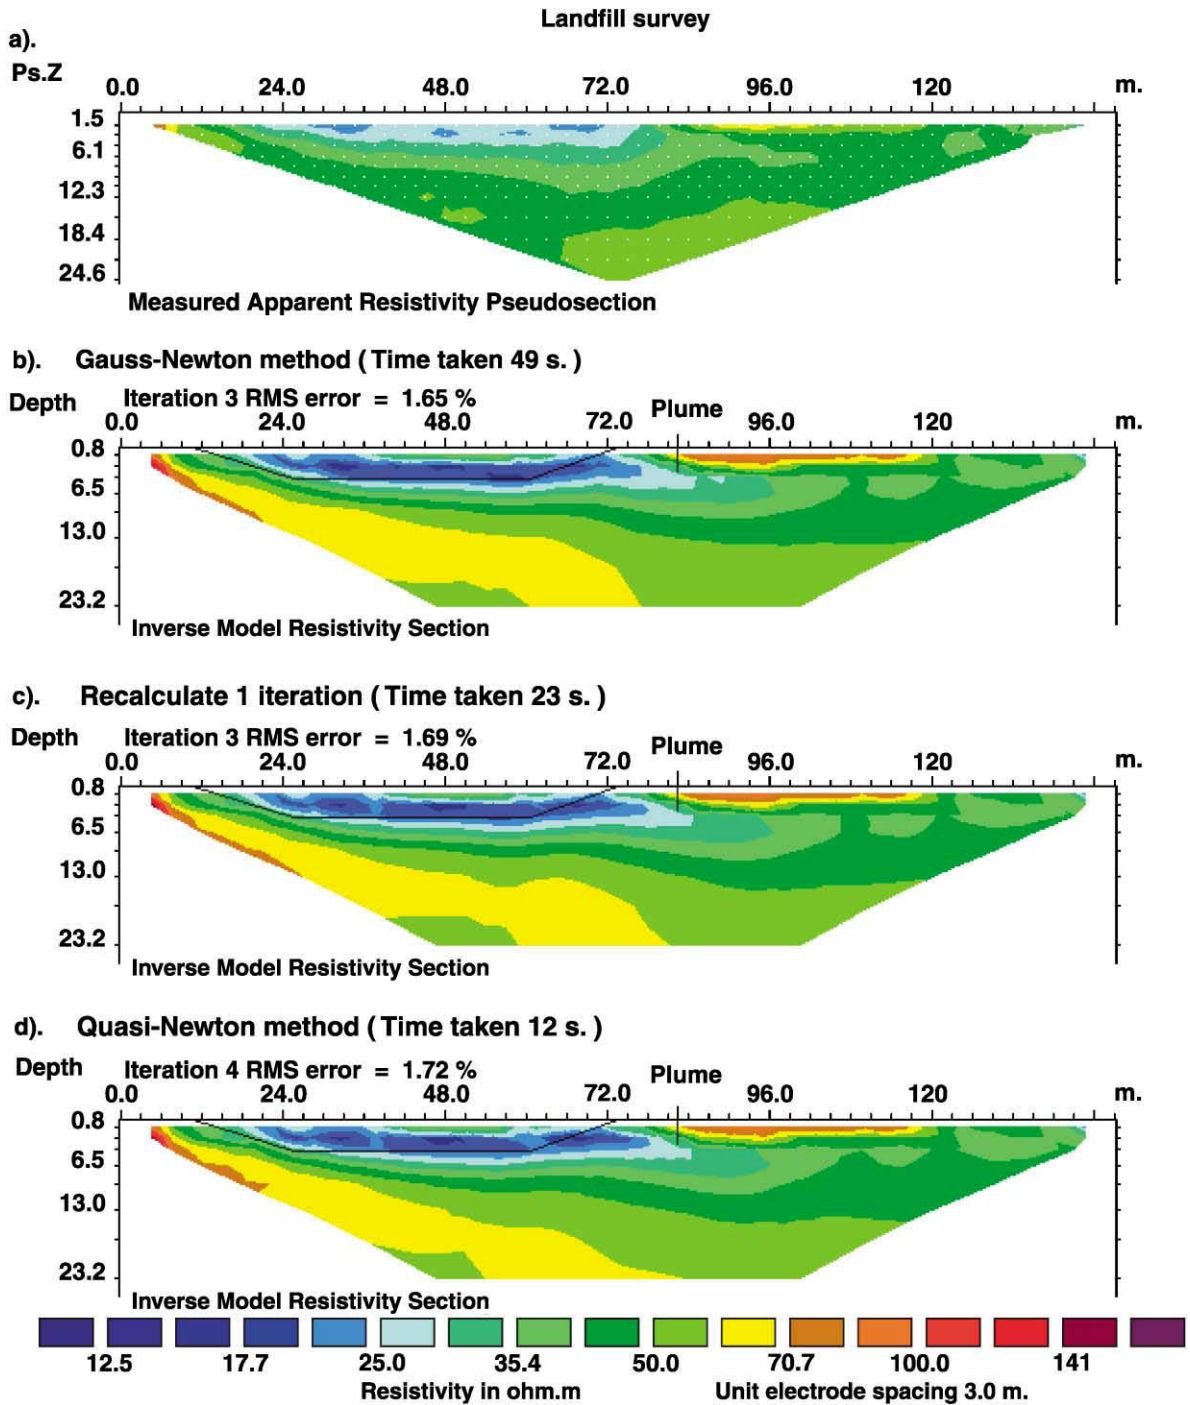 Landfill survey
a).
Ps.Z 0.0 24.0 48.0 72.0 96.0 120 m.
1.5
6.1
12.3
18.4
24.6
Measured Apparent Resistivity Pseudosection
b). Gauss-Newton method ( Time taken 49 s. )
Iteration 3 RMS error = 1.65 %
Depth 0.0 24.0 48.0 72.0 Plume 96.0 120 m.
0.8
6.5
13.0
23.2
Inverse Model Resistivity Section
c). Recalculate 1 iteration ( Time taken 23 s. )
Depth Iteration 3 RMS error = 1.69 %
0.0 24.0 48.0 72.0 Plume 96.0 120 m.
0.8
6.5
13.0
23.2
Inverse Model Resistivity Section
d). Quasi-Newton method ( Time taken 12 s. )
Depth Iteration 4 RMS error = 1.72 %
0.0 24.0 48.0 72.0 Plume 96.0 120 m.
0.8
6.5
13.0
23.2
Inverse Model Resistivity Section
12.5 17.7 25.0 35.4 50.0 70.7 100.0 141
Resistivity in ohm.m Unit electrode spacing 3.0 m.